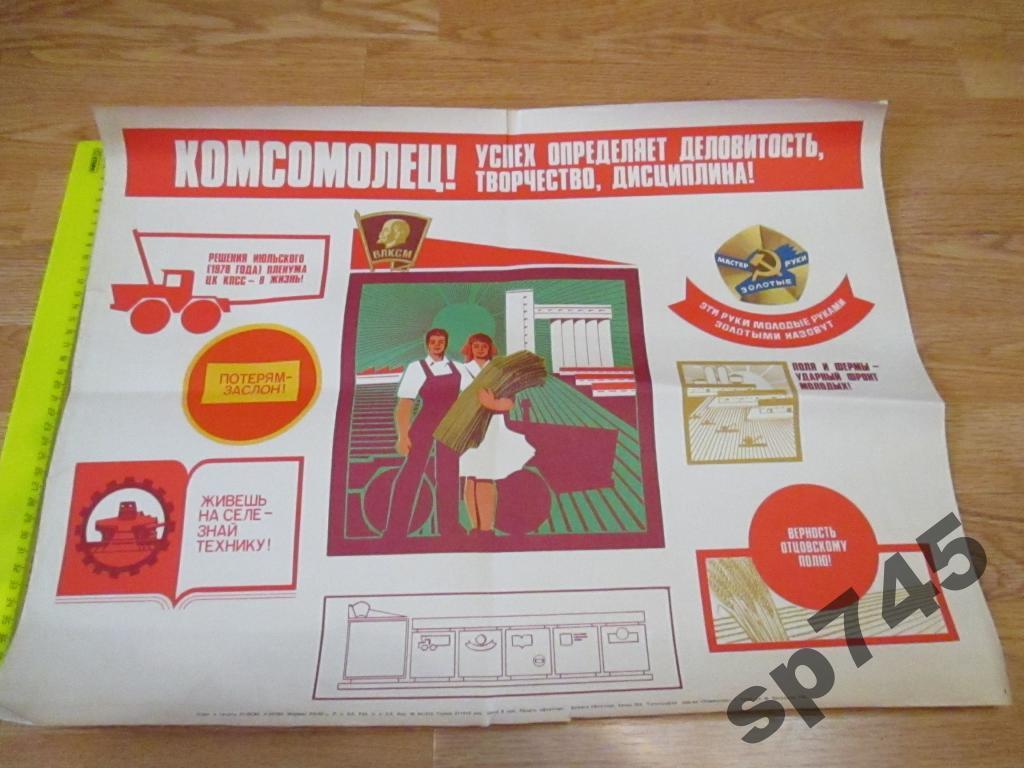 КОМСОМОЛЕЦ!
УСПЕХ ОПРЕДЕЛЯЕТ ДЕЛОВИТОСТЬ,
ТВОРЧЕСТВО, ДИСЦИПЛИНА!
РЕШЕНИЯ ИЮЛЬСКОГО
(1978 ГОДА) ПЛЕНУМА
ЦК КПСС – В ЖИЗНЬ!
ВЛКСМ
МАСТЕР РУКИ
ЗОЛОТЫЕ
ЭТИ РУКИ МОЛОДЫЕ РУКАМИ
ЗОЛОТЫМИ НАЗОВУТ
ПОТЕРЯМ–
ЗАСЛОН!
ПОЛЯ И ФЕРМЫ –
УДАРНЫЙ ФРОНТ
МОЛОДЫХ!
ЖИВЕШЬ
НА СЕЛЕ –
ЗНАЙ
ТЕХНИКУ!
ВЕРНОСТЬ
ОТЦОВСКОМУ
ПОЛЮ!
sp745